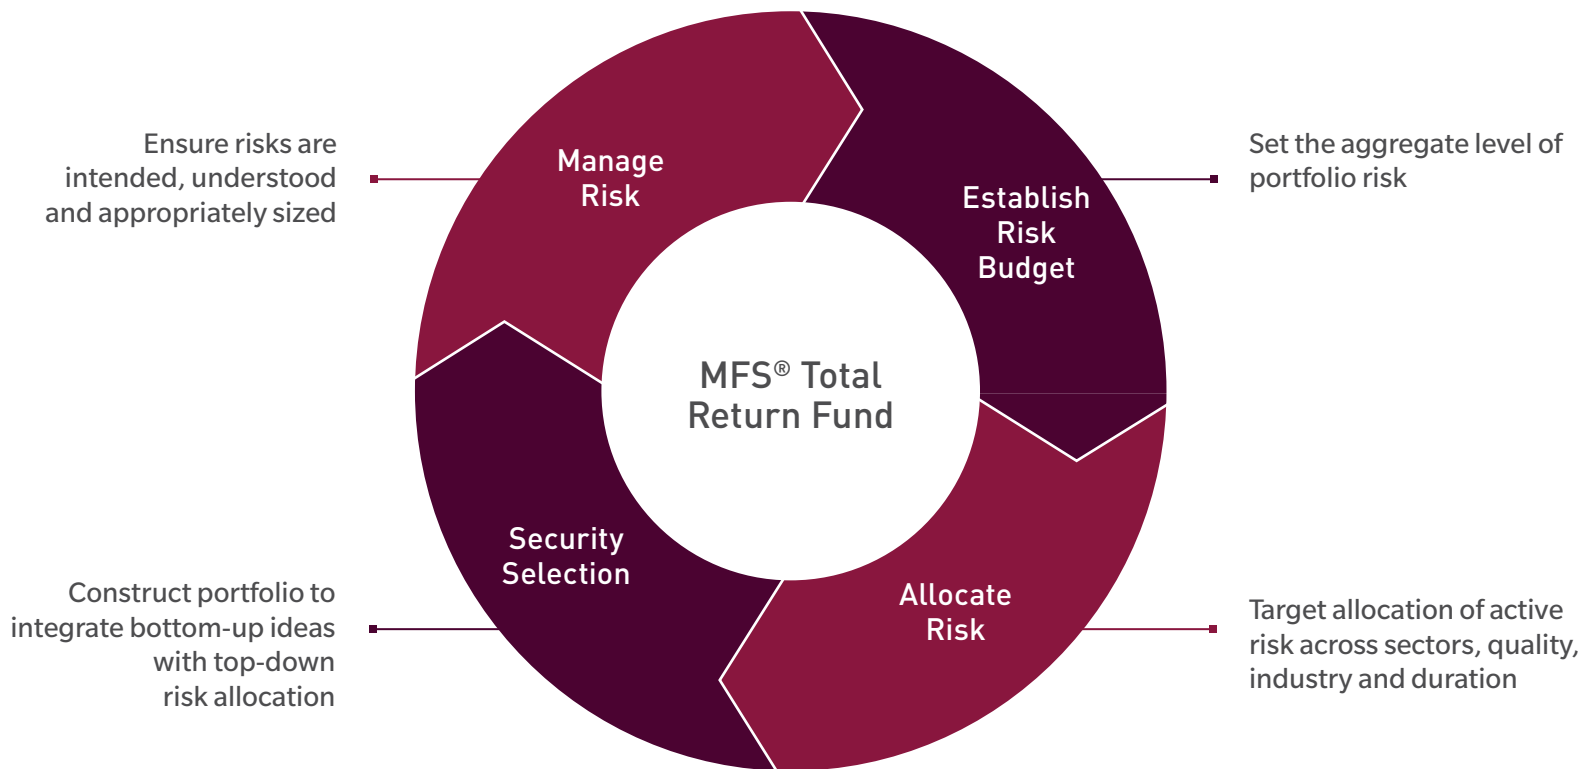 Ensure risks are
intended, understood
and appropriately sized
Manage
Risk
Establish
Risk
Budget
Set the aggregate level of
portfolio risk
MFS® Total
Return Fund
Security
Selection
Construct portfolio to
integrate bottom-up ideas
with top-down
risk allocation
Allocate
Risk
Target allocation of active
risk across sectors, quality,
industry and duration